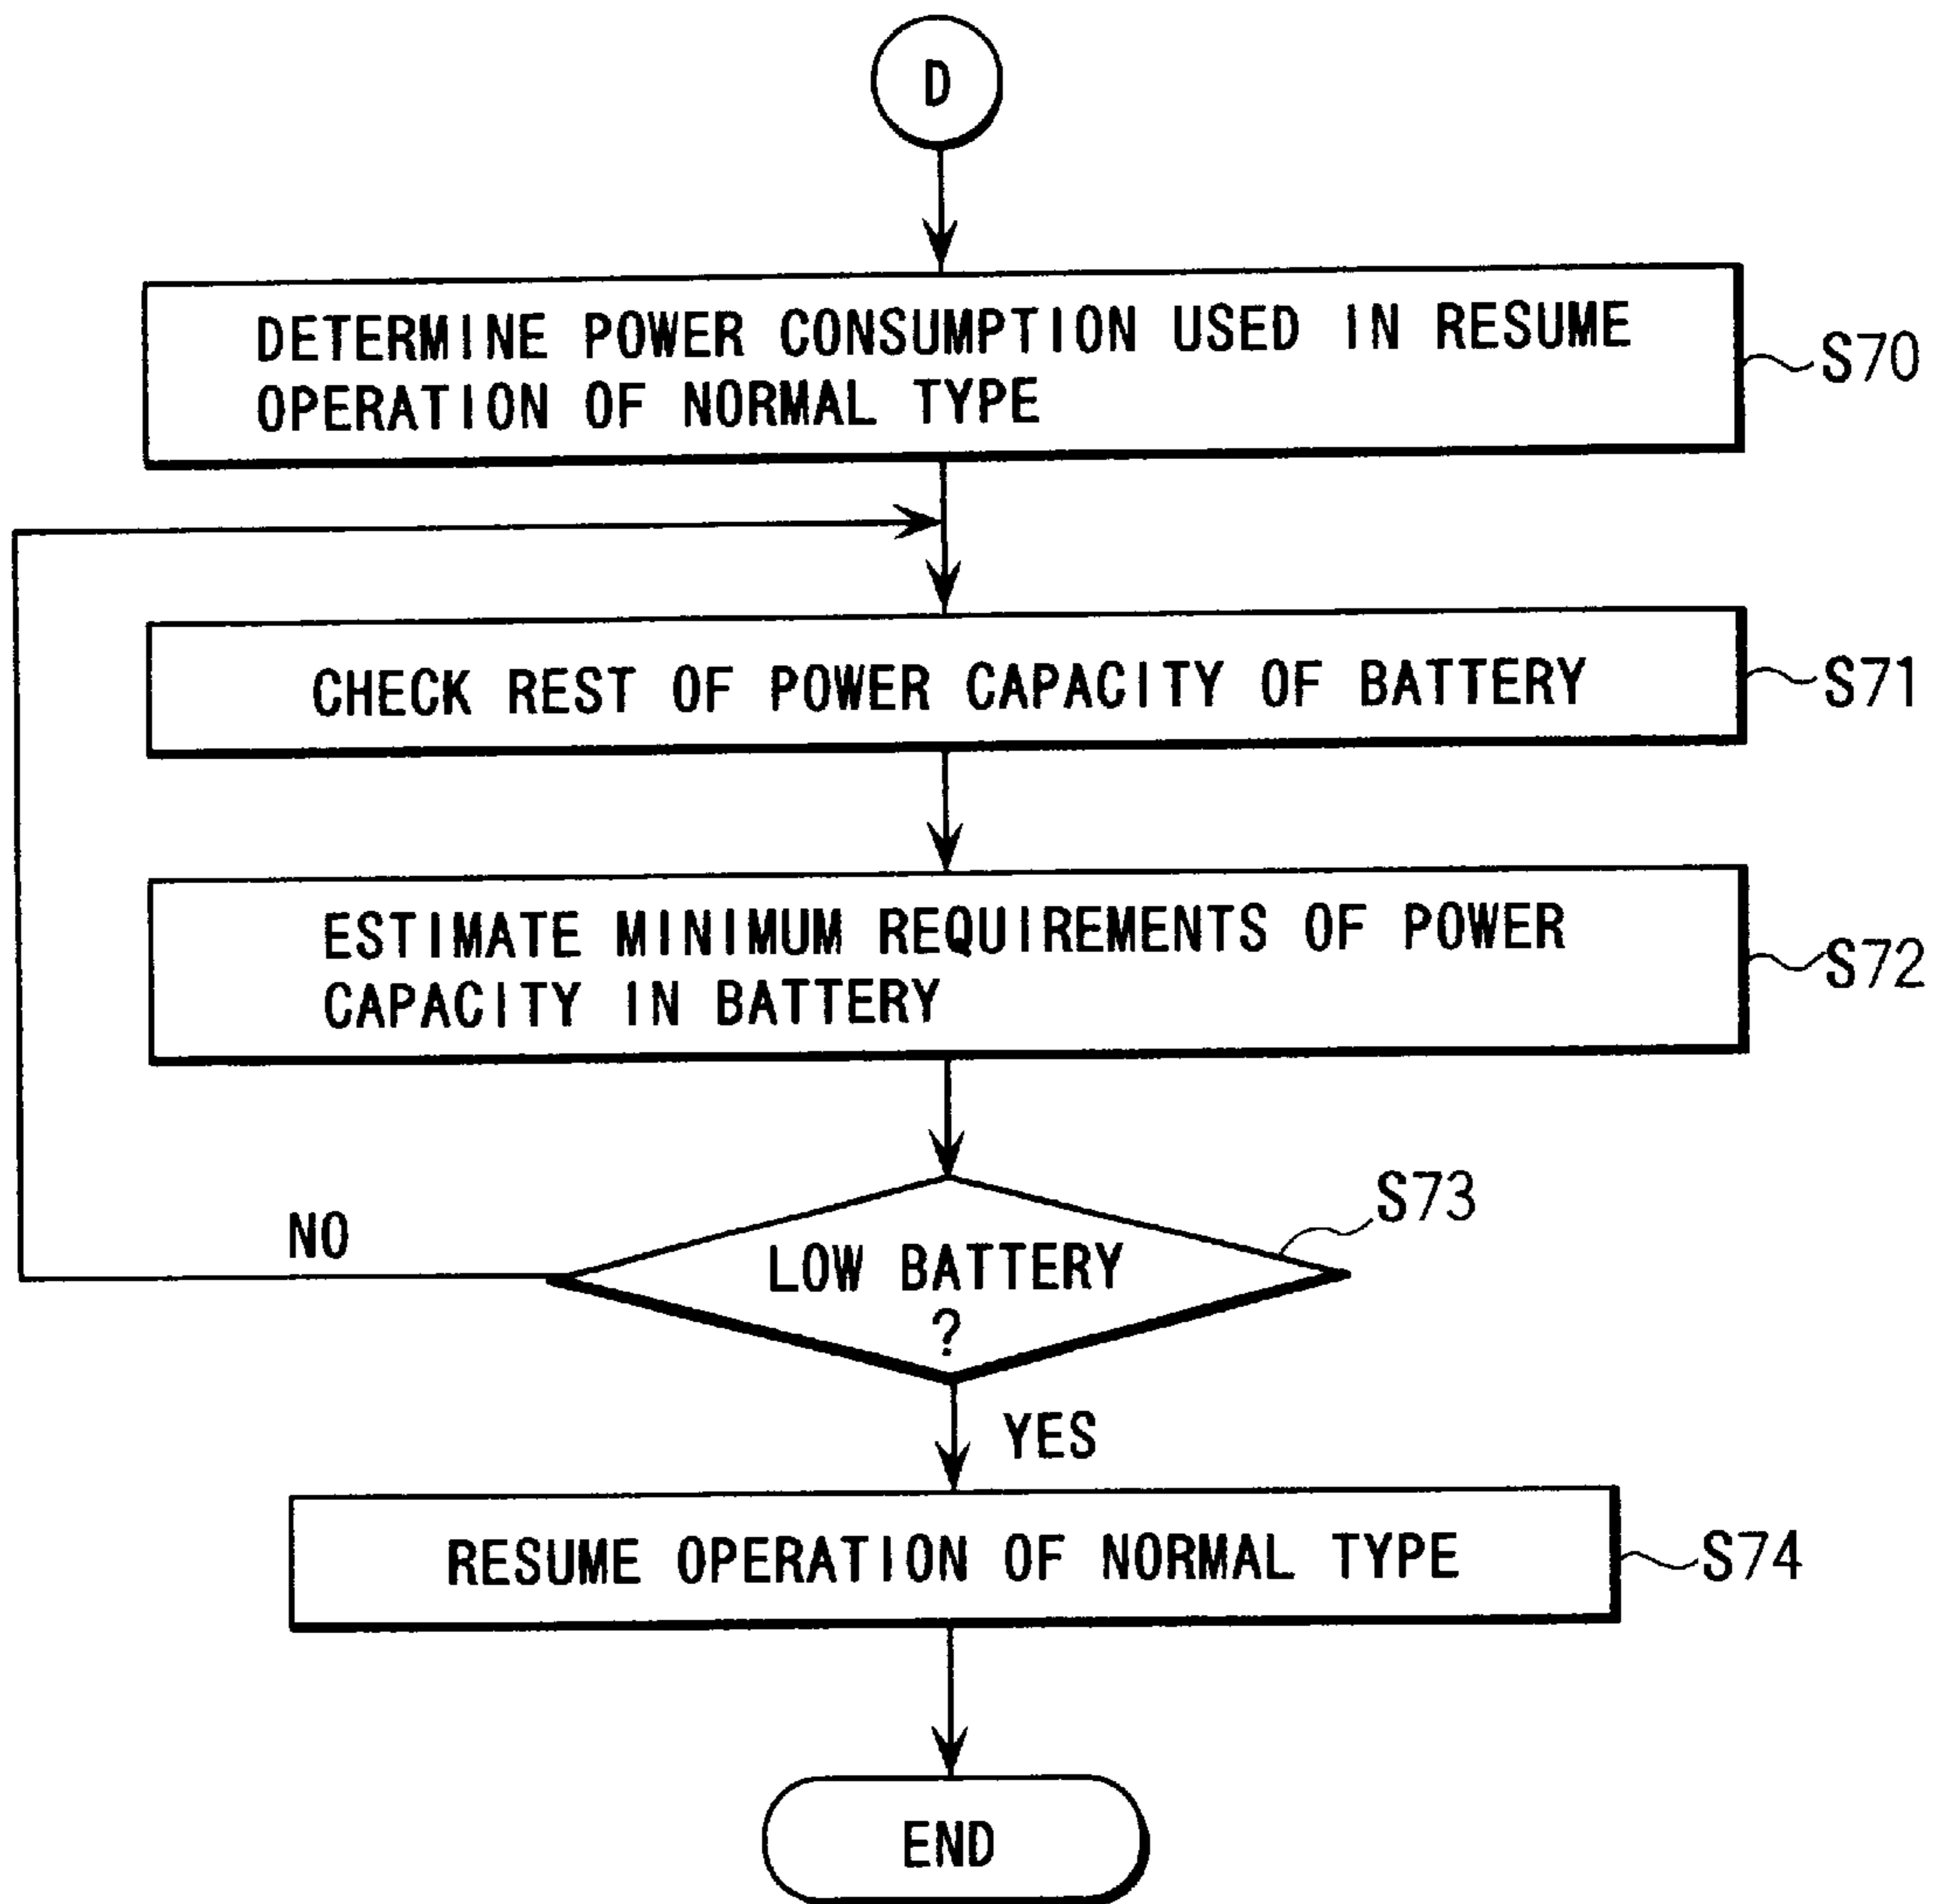 D
DETERMINE POWER CONSUMPTION USED IN RESUME
OPERATION OF NORMAL TYPE
S70
CHECK REST OF POWER CAPACITY OF BATTERY
S71
ESTIMATE MINIMUM REQUIREMENTS OF POWER
CAPACITY IN BATTERY
S72
S73
NO
LOW BATTERY
?
YES
RESUME OPERATION OF NORMAL TYPE
S74
END